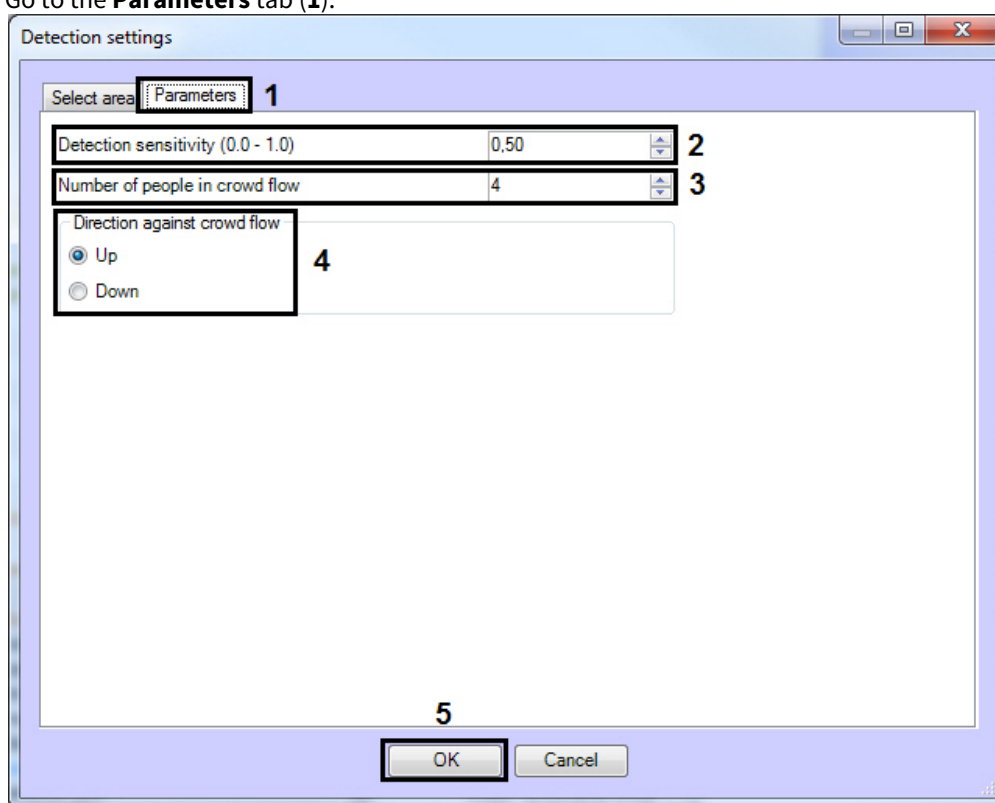 Go to the Parameters tab (1).
Detection settings
Select area Parameters 1
Detection sensitivity (0.0 - 1.0) 0,50 2
Number of people in crowd flow 4 3
Direction against crowd flow
Up 4
Down
5
OK Cancel